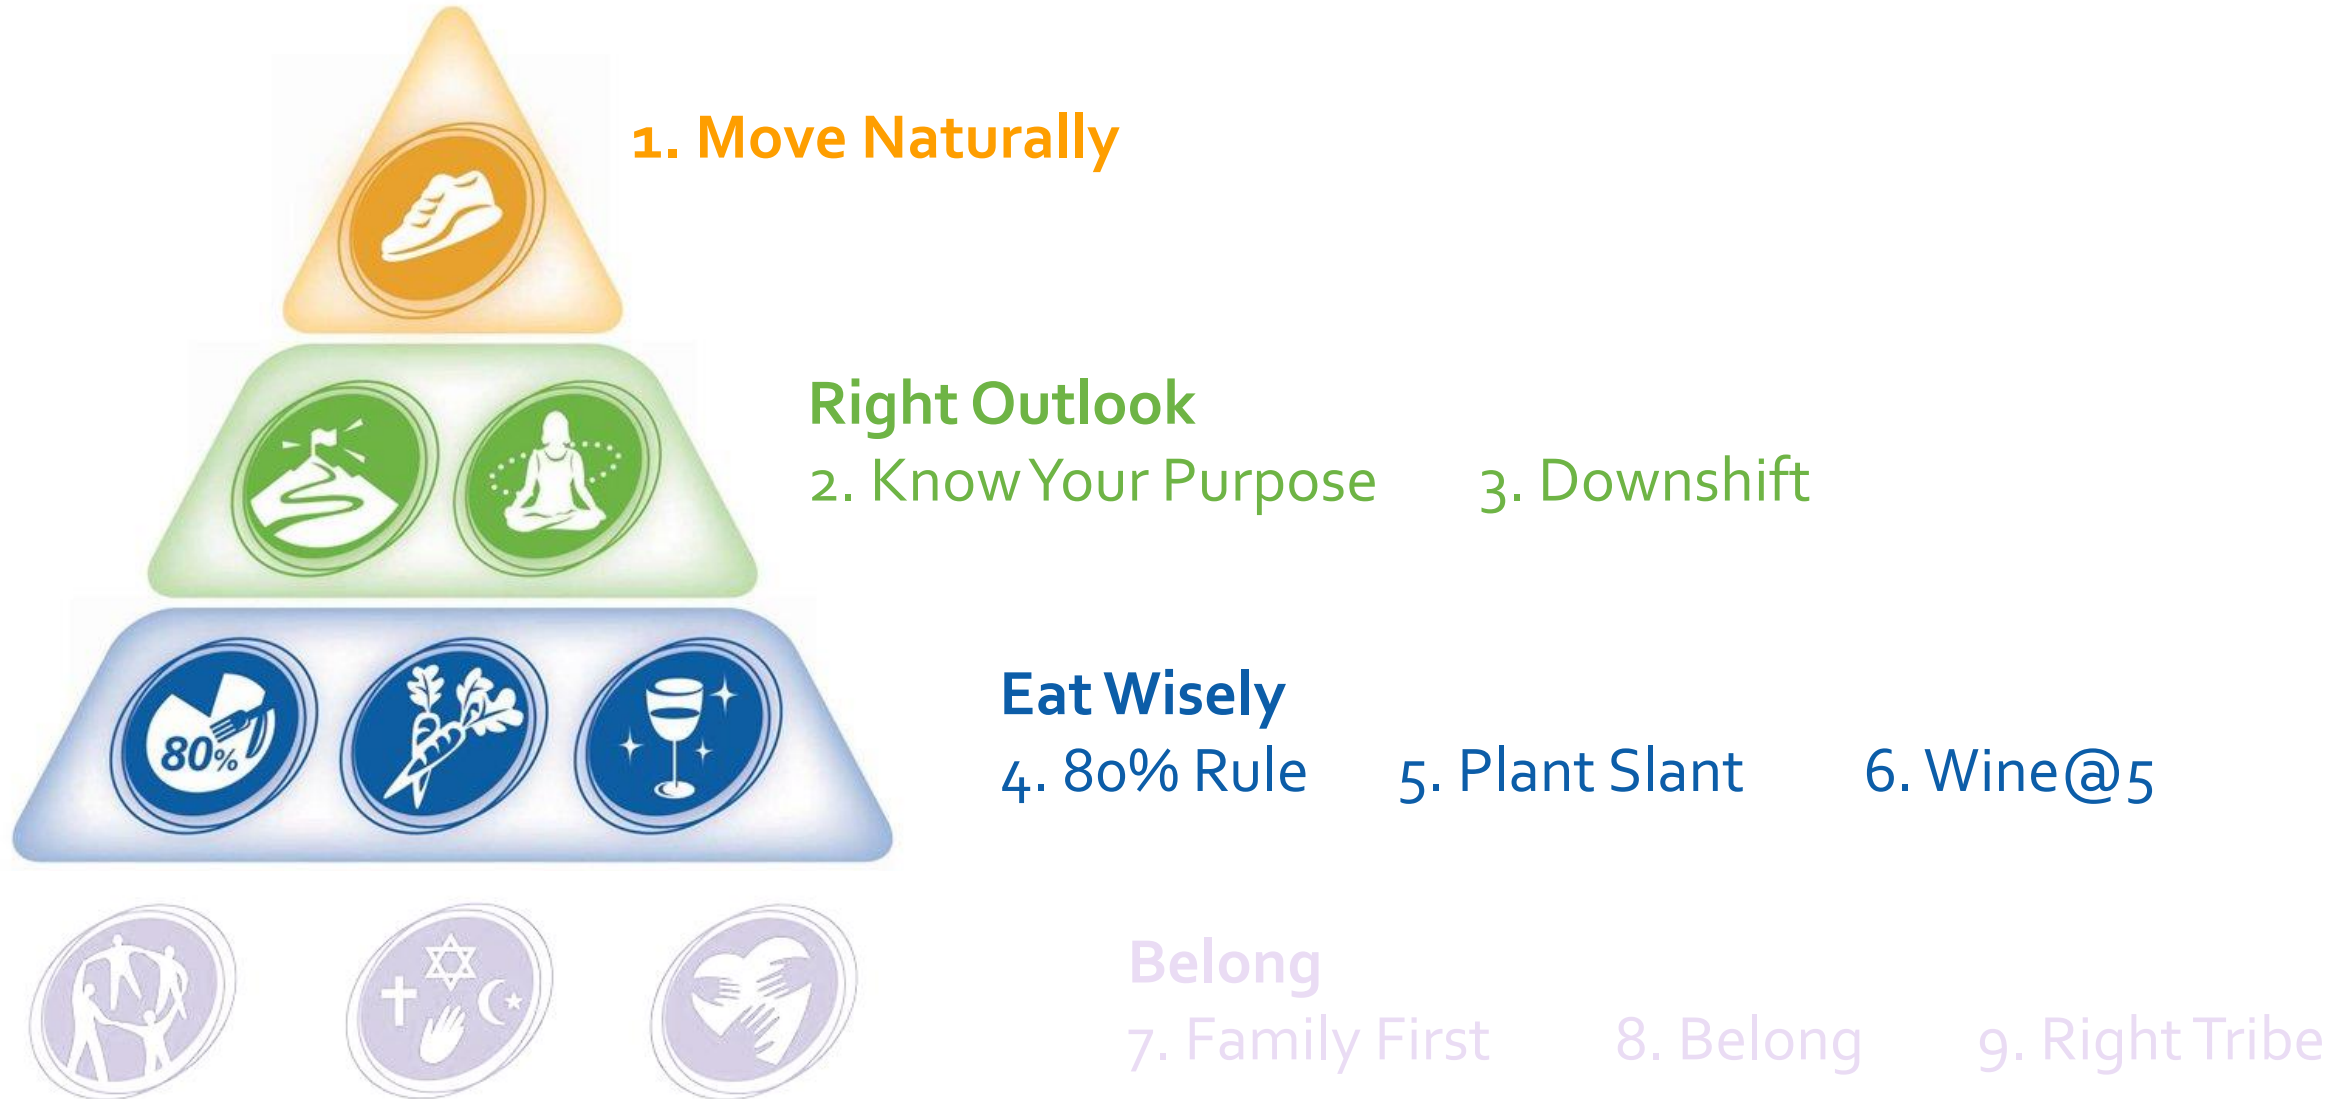 1. Move Naturally
Right Outlook
2. Know Your Purpose 3. Downshift
80%
Eat Wisely
4. 80% Rule 5. Plant Slant 6. Wine@5
Belong
7. Family First 8. Belong 9. Right Tribe